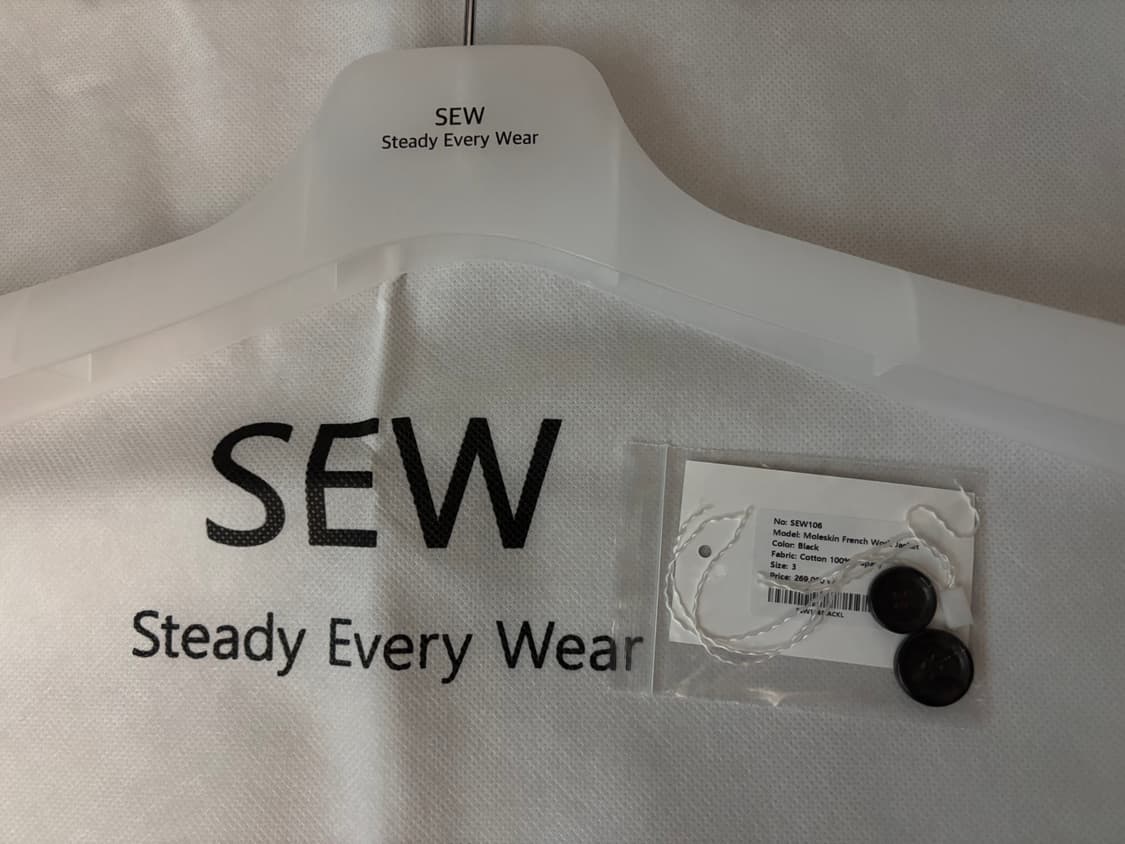 SEW
Steady Every Wear
SEW
Steady Every Wear
No: SEW106
Model: Moleskin French Work Jacket
Color: Black
Fabric: Cotton 100%
Size: 3
Price: